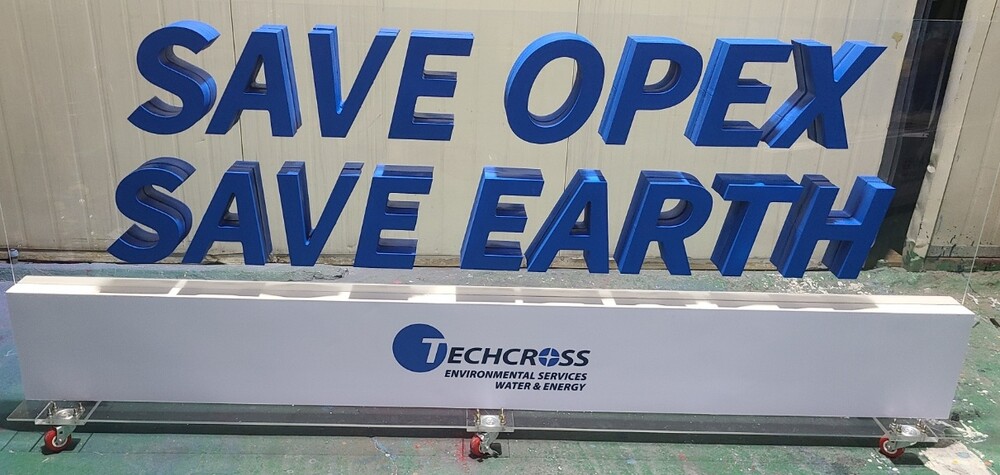 SAVE OPEX
SAVE EARTH
TECHCROSS
ENVIRONMENTAL SERVICES
WATER & ENERGY